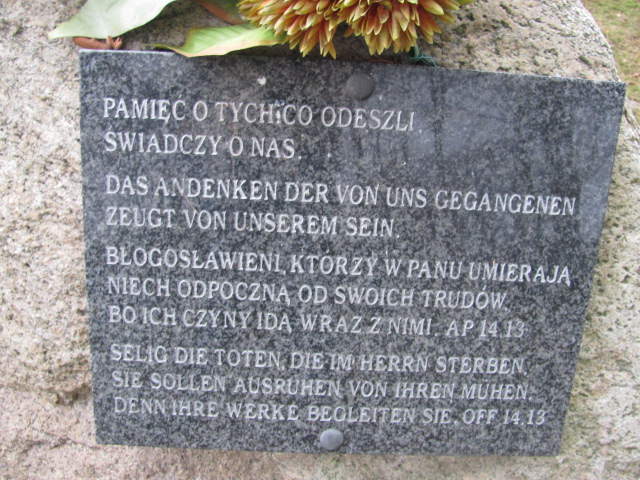 PAMIĘĆ O TYCH CO ODESZLI
ŚWIADCZY O NAS.
DAS ANDENKEN DER VON UNS GEGANGENEN
ZEUGT VON UNSEREM SEIN.
BŁOGOSŁAWIENI, KTÓRZY W PANU UMIERAJĄ
NIECH ODPOCZNĄ OD SWOICH TRUDÓW.
BO ICH CZYNY IDĄ WRAZ Z NIMI. AP 14.13
SELIG DIE TOTEN, DIE IM HERRN STERBEN.
SIE SOLLEN AUSRUHEN VON IHREN MÜHEN.
DENN IHRE WERKE BEGLEITEN SIE. OFF 14.13